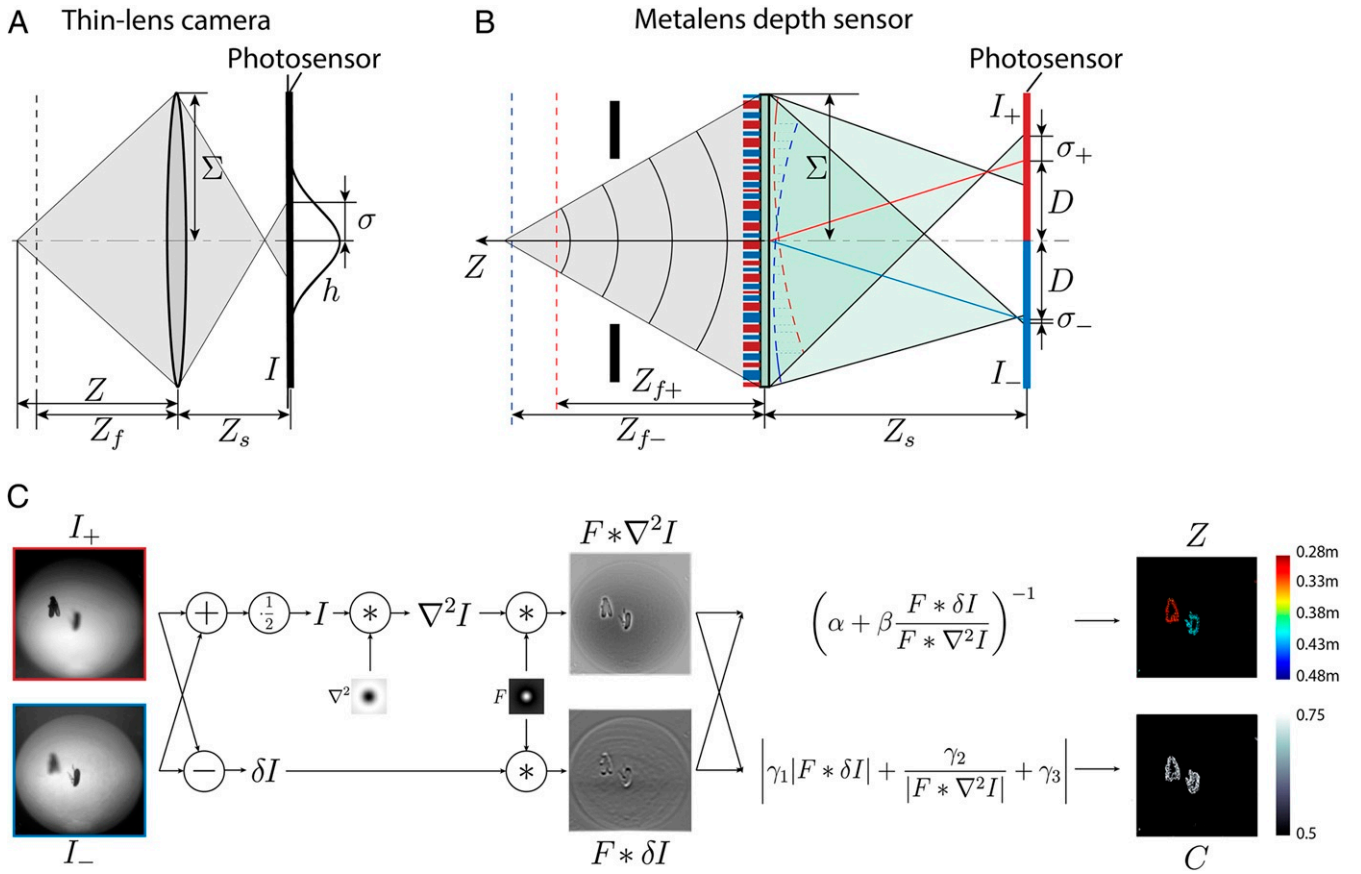 A Thin-lens camera
Photosensor
Σ
σ
h
I
Z
Z_f
Z_s
B Metalens depth sensor
Photosensor
I_+
σ_+
Σ
D
Z
D
σ_-
Z_{f+}
I_-
Z_{f-}
Z_s
C
I_+
F * ∇²I
Z
+ · 1/2 I * ∇²I *
(α + β (F * δI)/(F * ∇²I))^{-1}
0.28m
0.33m
0.38m
0.43m
0.48m
∇²
F
− δI *
|γ_1|F * δI| + γ_2/|F * ∇²I| + γ_3|
0.75
0.5
I_-
F * δI
C